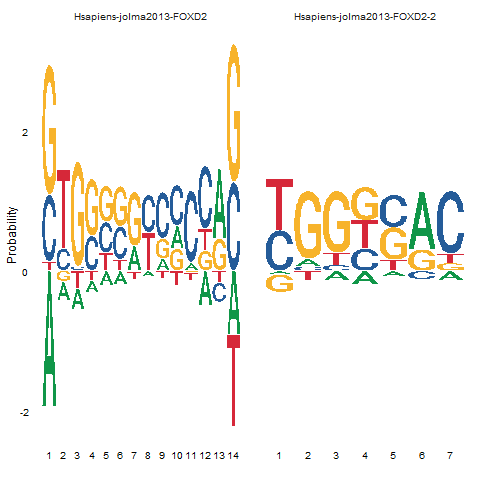 Hsapiens-jolma2013-FOXD2
Hsapiens-jolma2013-FOXD2-2
Probability
2
0
-2
1 2 3 4 5 6 7 8 9 10 11 12 13 14
1 2 3 4 5 6 7